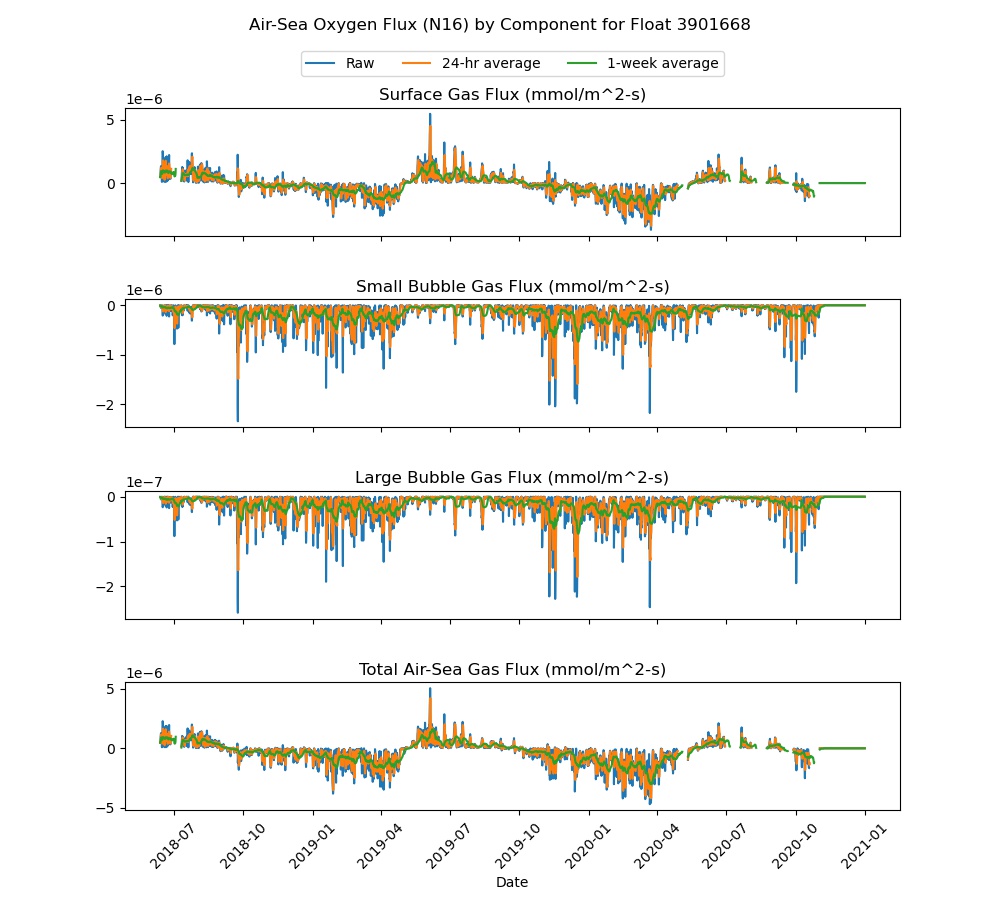 Air-Sea Oxygen Flux (N16) by Component for Float 3901668
Raw 24-hr average 1-week average
Surface Gas Flux (mmol/m^2-s)
1e−6
5
0
Small Bubble Gas Flux (mmol/m^2-s)
1e−6
0
−1
−2
Large Bubble Gas Flux (mmol/m^2-s)
1e−7
0
−1
−2
Total Air-Sea Gas Flux (mmol/m^2-s)
1e−6
5
0
−5
2018-07 2018-10 2019-01 2019-04 2019-07 2019-10 2020-01 2020-04 2020-07 2020-10 2021-01
Date